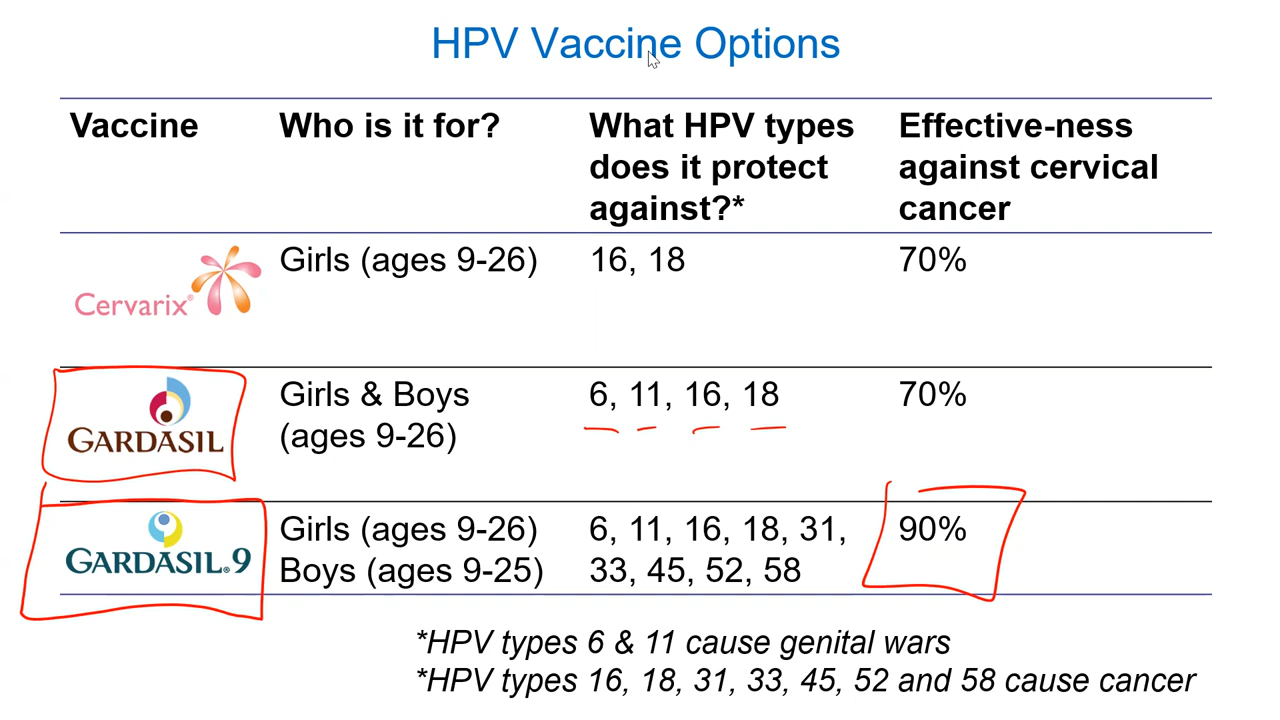 HPV Vaccine Options
Vaccine
Who is it for?
What HPV types
does it protect
against?*
Effective-ness
against cervical
cancer
Cervarix®
Girls (ages 9-26)
16, 18
70%
GARDASIL
Girls & Boys
(ages 9-26)
6, 11, 16, 18
70%
GARDASIL®9
Girls (ages 9-26)
Boys (ages 9-25)
6, 11, 16, 18, 31,
33, 45, 52, 58
90%
*HPV types 6 & 11 cause genital wars
*HPV types 16, 18, 31, 33, 45, 52 and 58 cause cancer